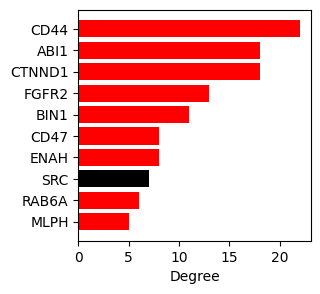 CD44
ABI1
CTNND1
FGFR2
BIN1
CD47
ENAH
SRC
RAB6A
MLPH
0 5 10 15 20
Degree